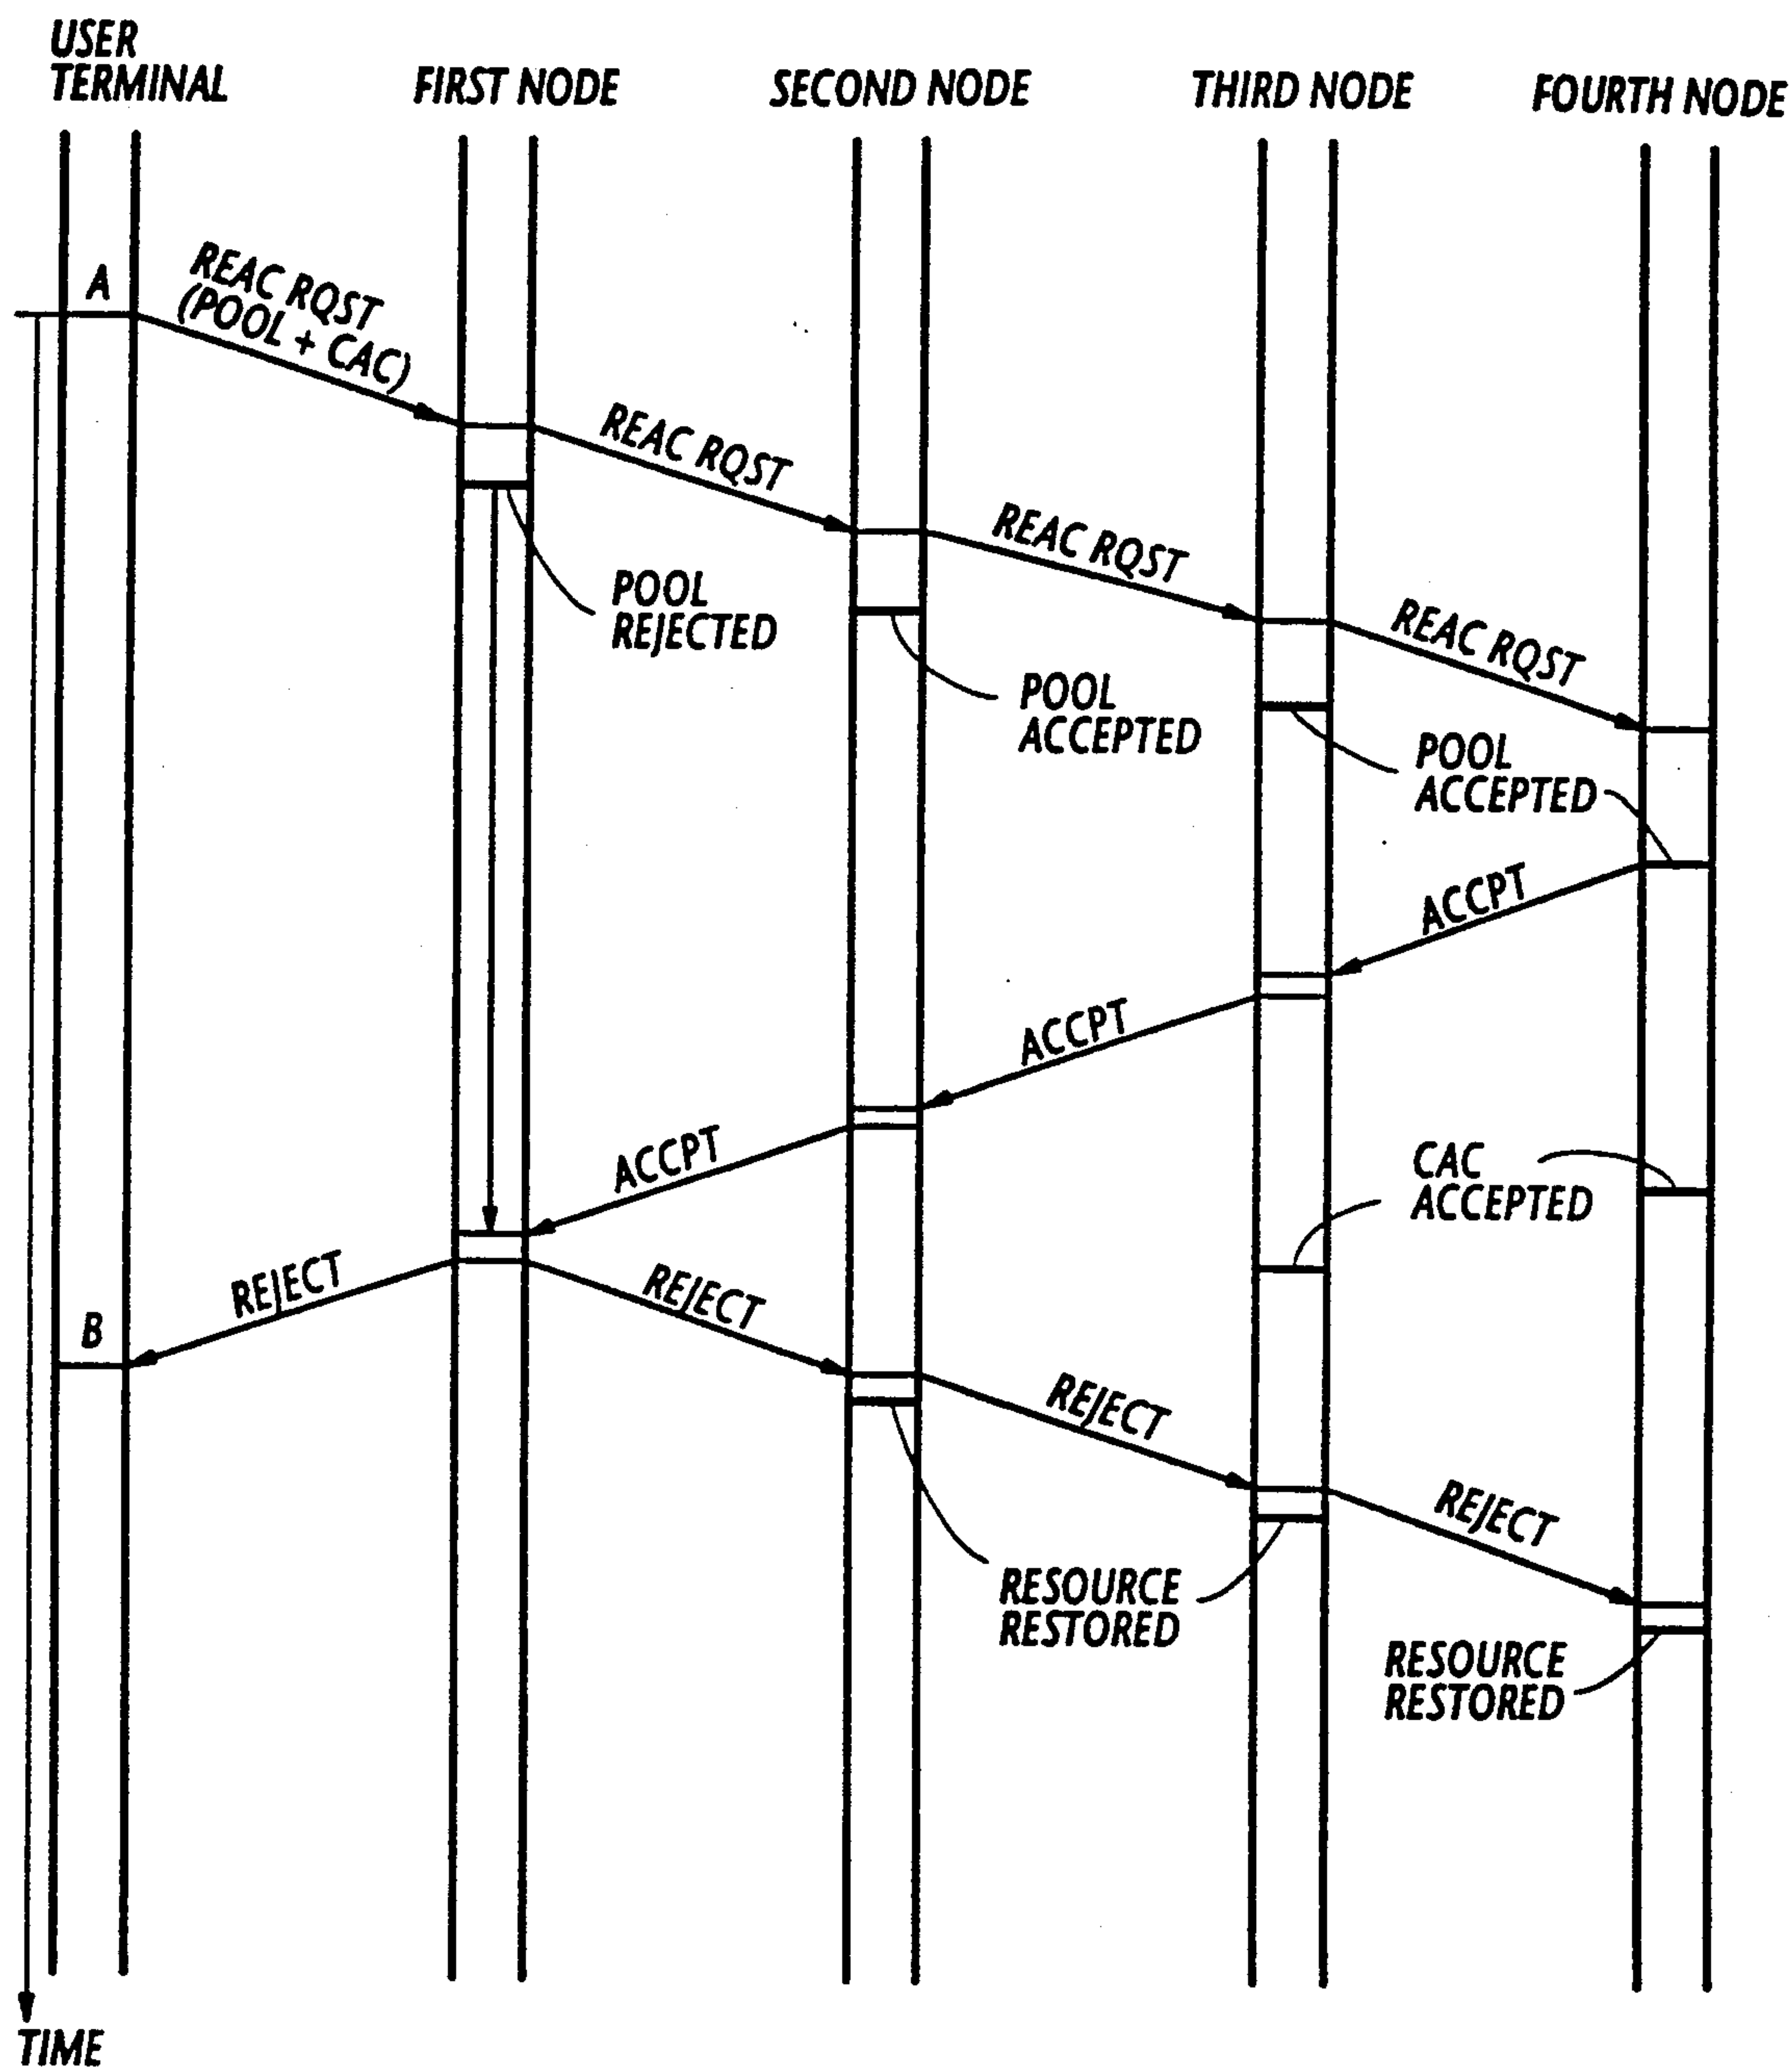 USER
TERMINAL
FIRST NODE
SECOND NODE
THIRD NODE
FOURTH NODE
A
REAC RQST
(POOL + CAC)
REAC RQST
REAC RQST
REAC RQST
POOL
REJECTED
POOL
ACCEPTED
POOL
ACCEPTED
ACCPT
ACCPT
ACCPT
CAC
ACCEPTED
REJECT
REJECT
B
REJECT
REJECT
RESOURCE
RESTORED
RESOURCE
RESTORED
TIME